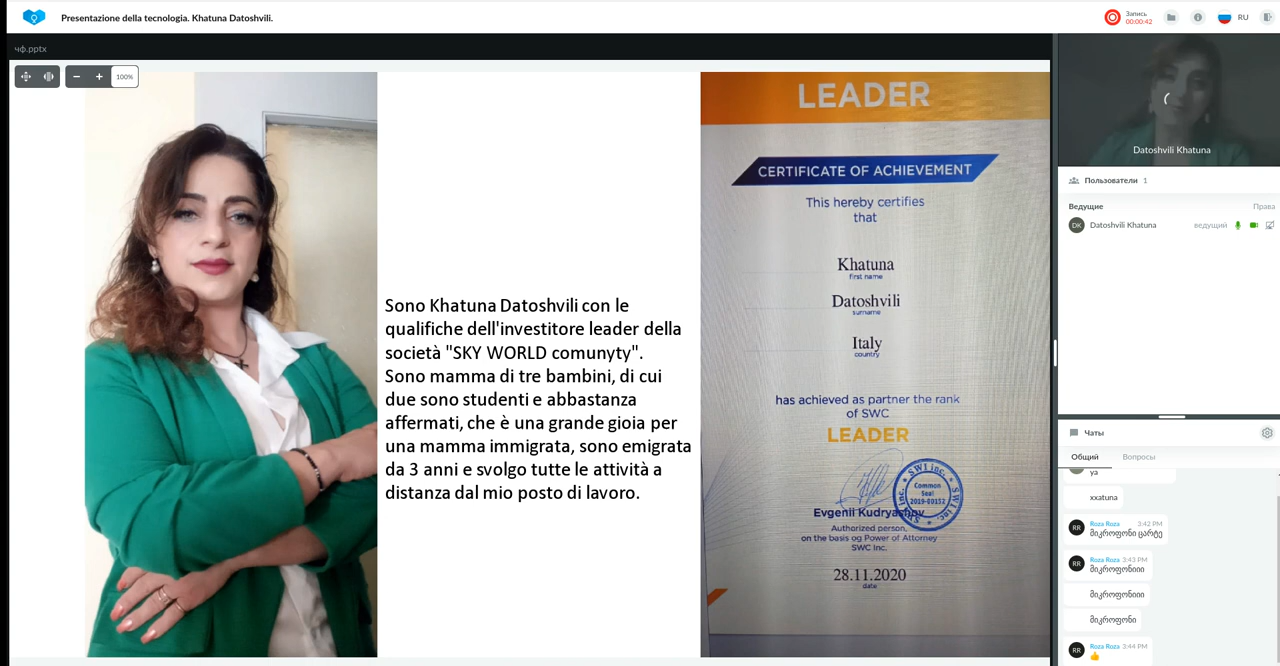 Presentazione della tecnologia. Khatuna Datoshvili.
Запись
00:00:42
RU
чф.pptx
100%
Sono Khatuna Datoshvili con le
qualifiche dell'investitore leader della
società "SKY WORLD comunyty".
Sono mamma di tre bambini, di cui
due sono studenti e abbastanza
affermati, che è una grande gioia per
una mamma immigrata, sono emigrata
da 3 anni e svolgo tutte le attività a
distanza dal mio posto di lavoro.
LEADER
CERTIFICATE OF ACHIEVEMENT
This hereby certifies
that
Khatuna
first name
Datoshvili
surname
Italy
country
has achieved as partner the rank
of SWC
LEADER
SWI inc.
Common
Seal
2019-00152
Evgenii Kudryashov
Authorized person,
on the basis og Power of Attorney
SWC Inc.
28.11.2020
date
Datoshvili Khatuna
Пользователи 1
Ведущие Права
DK Datoshvili Khatuna ведущий
Чаты
Общий Вопросы
ya
xxatuna
RR Roza Roza 3:42 PM
მიკროფონი ცარტე
RR Roza Roza 3:43 PM
მიკროფონიიი
მიკროფონიიი
მიკროფონი
RR Roza Roza 3:44 PM
👍